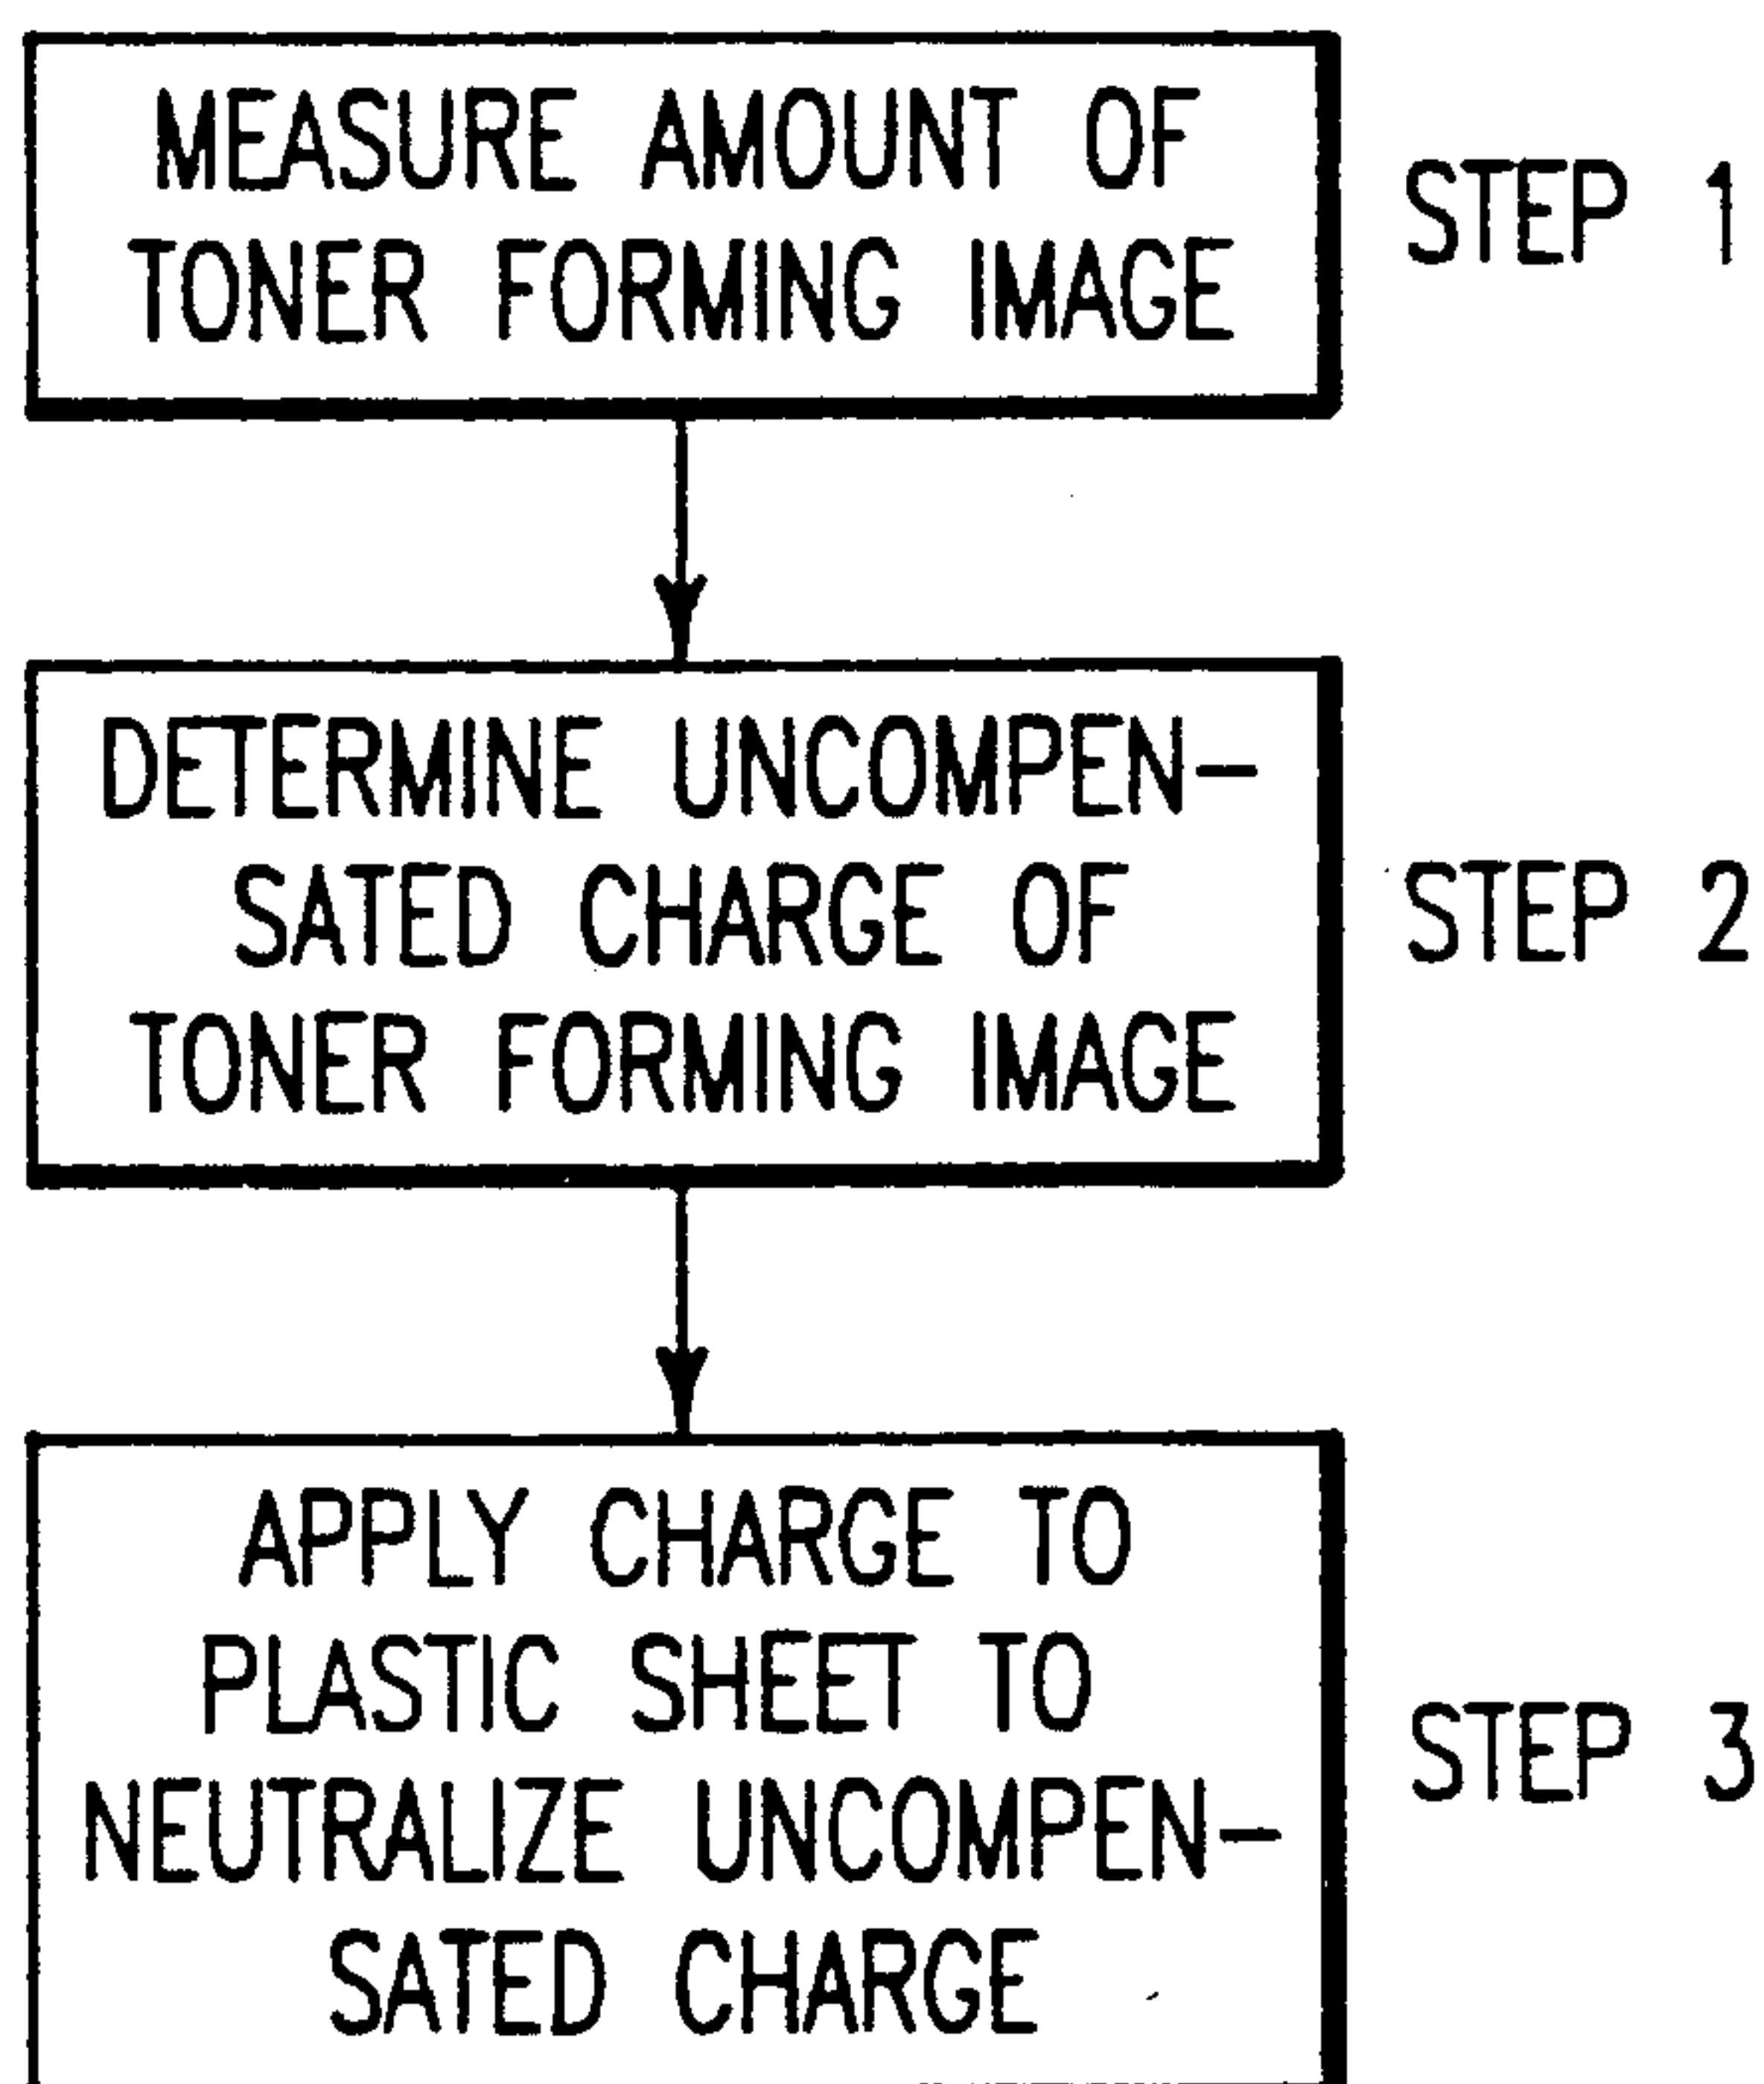 MEASURE AMOUNT OF
TONER FORMING IMAGE
STEP 1
DETERMINE UNCOMPEN-
SATED CHARGE OF
TONER FORMING IMAGE
STEP 2
APPLY CHARGE TO
PLASTIC SHEET TO
NEUTRALIZE UNCOMPEN-
SATED CHARGE
STEP 3